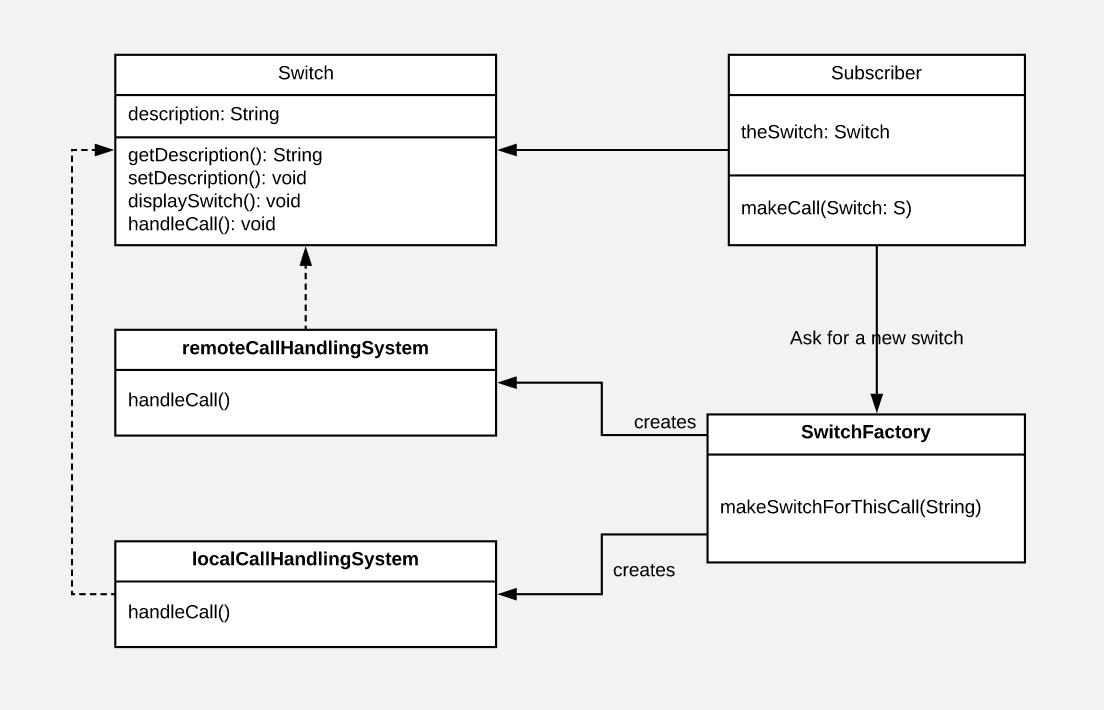 Switch
description: String
getDescription(): String
setDescription(): void
displaySwitch(): void
handleCall(): void
Subscriber
theSwitch: Switch
makeCall(Switch: S)
Ask for a new switch
remoteCallHandlingSystem
handleCall()
creates
SwitchFactory
makeSwitchForThisCall(String)
localCallHandlingSystem
handleCall()
creates